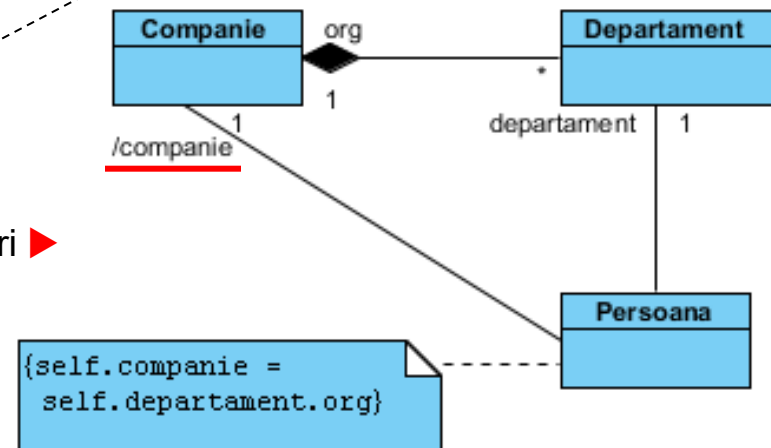 Companie
org
Departament
*
1
departament
1
1
/companie
ri
Persoana
{self.companie =
self.departament.org}